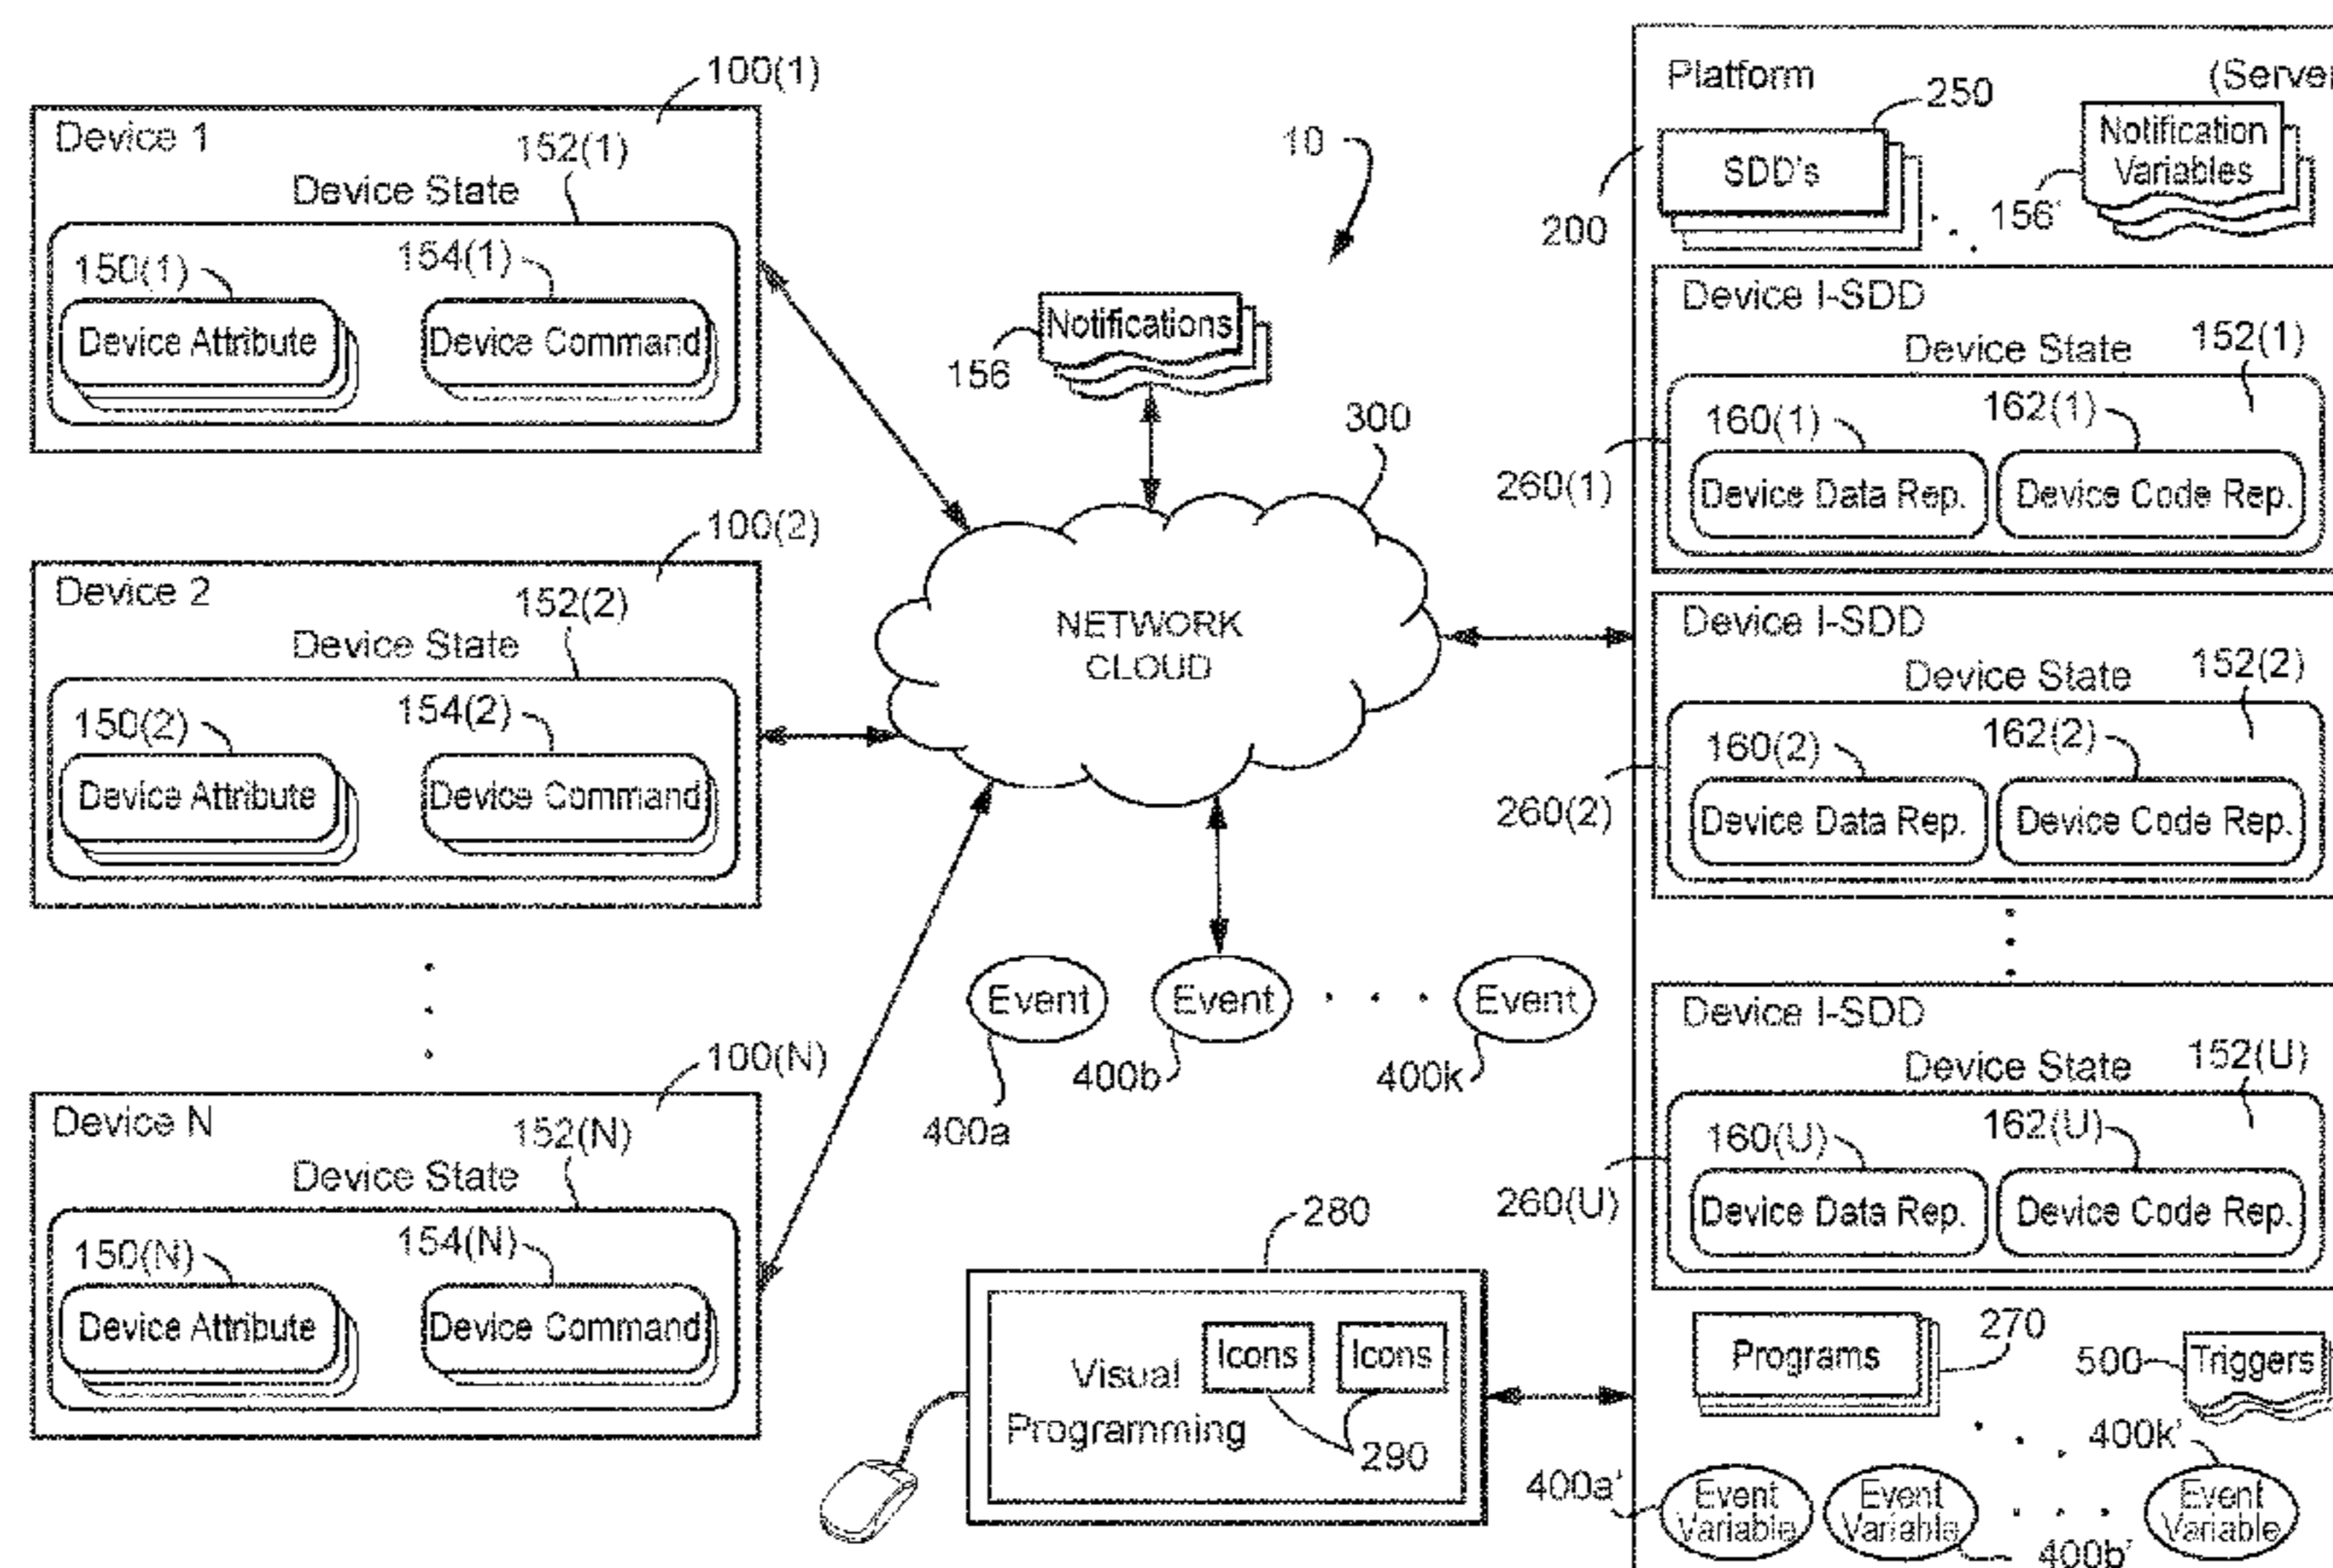 100(1)
Device 1
152(1)
Device State
150(1)
154(1)
Device Attribute
Device Command
100(2)
Device 2
152(2)
Device State
150(2)
154(2)
Device Attribute
Device Command
100(N)
Device N
152(N)
Device State
150(N)
154(N)
Device Attribute
Device Command
10
Notifications
156
300
NETWORK
CLOUD
Event
Event
Event
400a
400b
400k
280
Visual
Programming
Icons
Icons
290
Platform
(Server
250
200
SDD's
156'
Notification
Variables
Device I-SDD
Device State
152(1)
160(1)
162(1)
260(1)
Device Data Rep.
Device Code Rep.
Device I-SDD
Device State
152(2)
160(2)
162(2)
260(2)
Device Data Rep.
Device Code Rep.
Device I-SDD
Device State
152(U)
160(U)
162(U)
260(U)
Device Data Rep.
Device Code Rep.
Programs
270
500
Triggers
400k'
400a'
Event
Variable
Event
Variable
400b'
Event
Variable